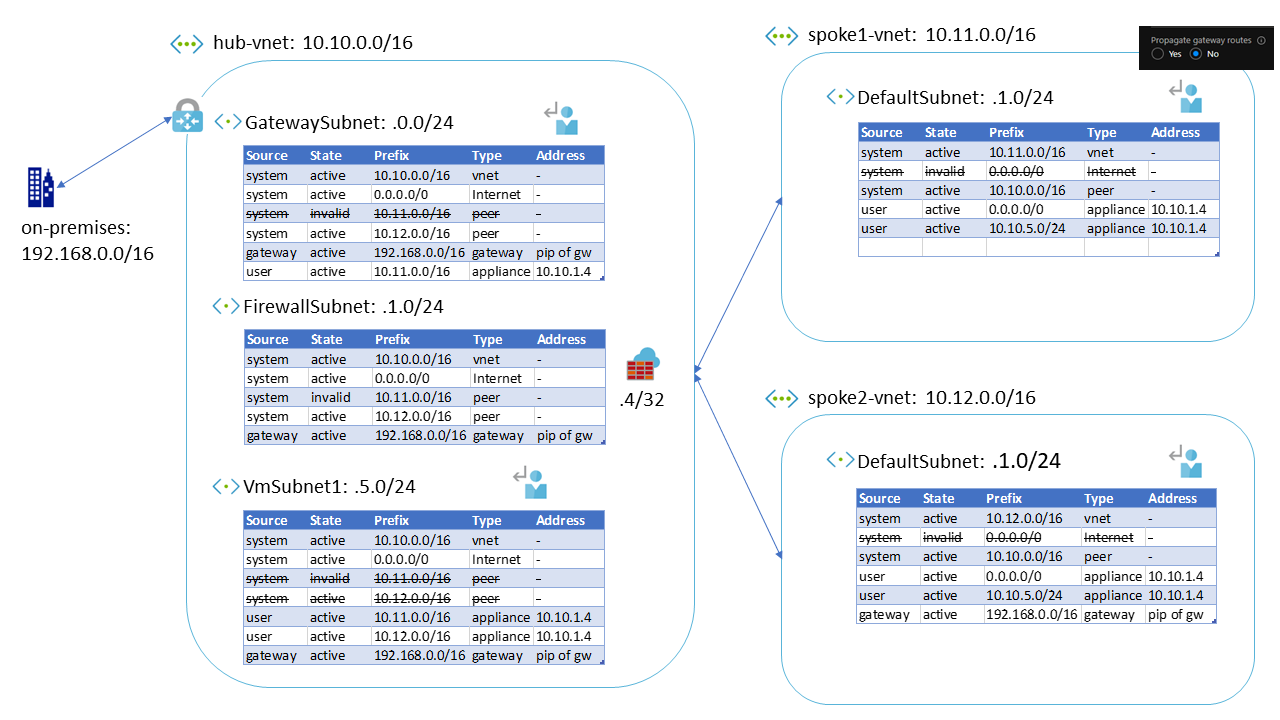 hub-vnet: 10.10.0.0/16
GatewaySubnet: .0.0/24
Source State Prefix Type Address
system active 10.10.0.0/16 vnet -
system active 0.0.0.0/0 Internet -
system invalid 10.11.0.0/16 peer -
system active 10.12.0.0/16 peer -
gateway active 192.168.0.0/16 gateway pip of gw
user active 10.11.0.0/16 appliance 10.10.1.4
on-premises:
192.168.0.0/16
FirewallSubnet: .1.0/24
Source State Prefix Type Address
system active 10.10.0.0/16 vnet -
system active 0.0.0.0/0 Internet -
system invalid 10.11.0.0/16 peer -
system active 10.12.0.0/16 peer -
gateway active 192.168.0.0/16 gateway pip of gw
.4/32
VmSubnet1: .5.0/24
Source State Prefix Type Address
system active 10.10.0.0/16 vnet -
system active 0.0.0.0/0 Internet -
system invalid 10.11.0.0/16 peer -
system active 10.12.0.0/16 peer -
user active 10.11.0.0/16 appliance 10.10.1.4
user active 10.12.0.0/16 appliance 10.10.1.4
gateway active 192.168.0.0/16 gateway pip of gw
spoke1-vnet: 10.11.0.0/16
Propagate gateway routes
Yes No
DefaultSubnet: .1.0/24
Source State Prefix Type Address
system active 10.11.0.0/16 vnet -
system invalid 0.0.0.0/0 Internet -
system active 10.10.0.0/16 peer -
user active 0.0.0.0/0 appliance 10.10.1.4
user active 10.10.5.0/24 appliance 10.10.1.4
spoke2-vnet: 10.12.0.0/16
DefaultSubnet: .1.0/24
Source State Prefix Type Address
system active 10.12.0.0/16 vnet -
system invalid 0.0.0.0/0 Internet -
system active 10.10.0.0/16 peer -
user active 0.0.0.0/0 appliance 10.10.1.4
user active 10.10.5.0/24 appliance 10.10.1.4
gateway active 192.168.0.0/16 gateway pip of gw